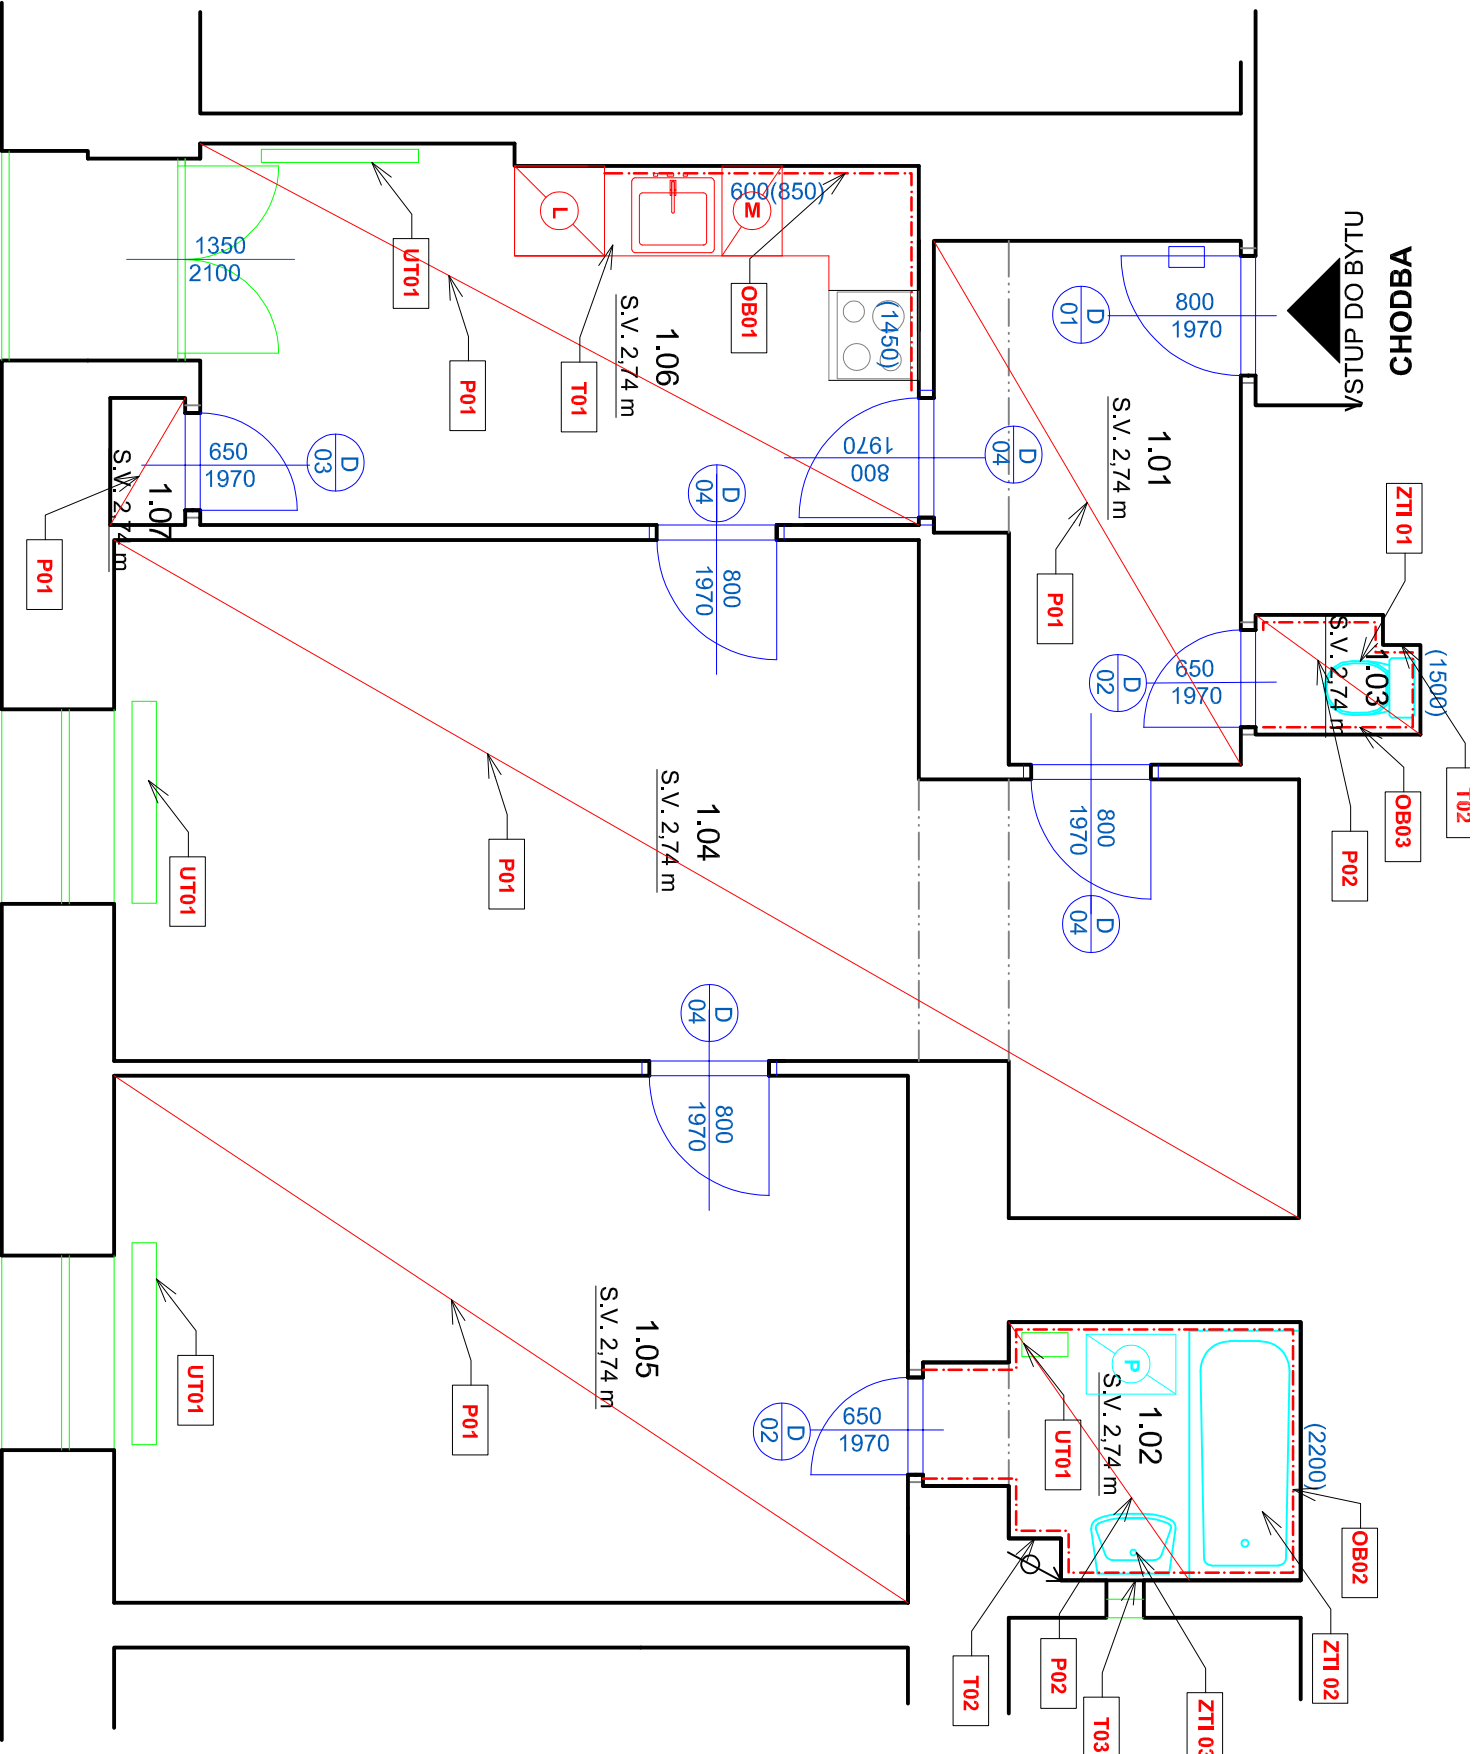 CHODBA
VSTUP DO BYTU
800
1970
D
01
1.01
S.V. 2,74 m
P01
ZTI 01
(1500)
T02
1.03
S.V. 2,74 m
OB03
P02
650
1970
D
02
800
1970
D
04
600(850)
M
L
OB01
(1450)
UT01
1350
2100
P01
T01
1.06
S.V. 2,74 m
800
1970
D
04
650
1970
D
03
1.07
S.V. 2,74 m
P01
D
04
800
1970
1.04
S.V. 2,74 m
P01
UT01
D
04
800
1970
1.05
S.V. 2,74 m
P01
UT01
650
1970
D
02
P
1.02
S.V. 2,74 m
UT01
(2200)
OB02
ZTI 02
P02
T02
T03
ZTI 03